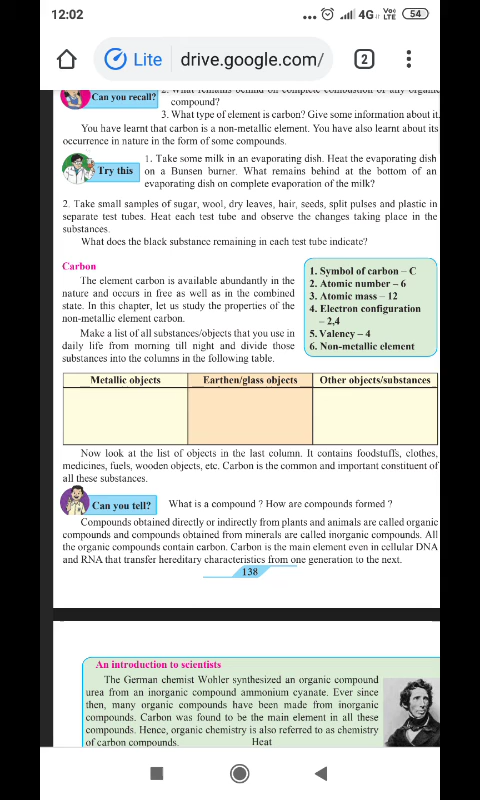 12:02
... 4G Vo LTE 54
Lite drive.google.com/ 2
Can you recall? 2. What remains behind on complete combustion of any organic
compound?
3. What type of element is carbon? Give some information about it.
You have learnt that carbon is a non-metallic element. You have also learnt about its
occurrence in nature in the form of some compounds.
1. Take some milk in an evaporating dish. Heat the evaporating dish
Try this on a Bunsen burner. What remains behind at the bottom of an
evaporating dish on complete evaporation of the milk?
2. Take small samples of sugar, wool, dry leaves, hair, seeds, split pulses and plastic in
separate test tubes. Heat each test tube and observe the changes taking place in the
substances.
What does the black substance remaining in each test tube indicate?
Carbon
The element carbon is available abundantly in the
nature and occurs in free as well as in the combined
state. In this chapter, let us study the properties of the
non-metallic element carbon.
Make a list of all substances/objects that you use in
daily life from morning till night and divide those
substances into the columns in the following table.
1. Symbol of carbon – C
2. Atomic number – 6
3. Atomic mass – 12
4. Electron configuration
– 2,4
5. Valency – 4
6. Non-metallic element
Metallic objects Earthen/glass objects Other objects/substances
Now look at the list of objects in the last column. It contains foodstuffs, clothes,
medicines, fuels, wooden objects, etc. Carbon is the common and important constituent of
all these substances.
Can you tell? What is a compound ? How are compounds formed ?
Compounds obtained directly or indirectly from plants and animals are called organic
compounds and compounds obtained from minerals are called inorganic compounds. All
the organic compounds contain carbon. Carbon is the main element even in cellular DNA
and RNA that transfer hereditary characteristics from one generation to the next.
138
An introduction to scientists
The German chemist Wohler synthesized an organic compound
urea from an inorganic compound ammonium cyanate. Ever since
then, many organic compounds have been made from inorganic
compounds. Carbon was found to be the main element in all these
compounds. Hence, organic chemistry is also referred to as chemistry
of carbon compounds. Heat